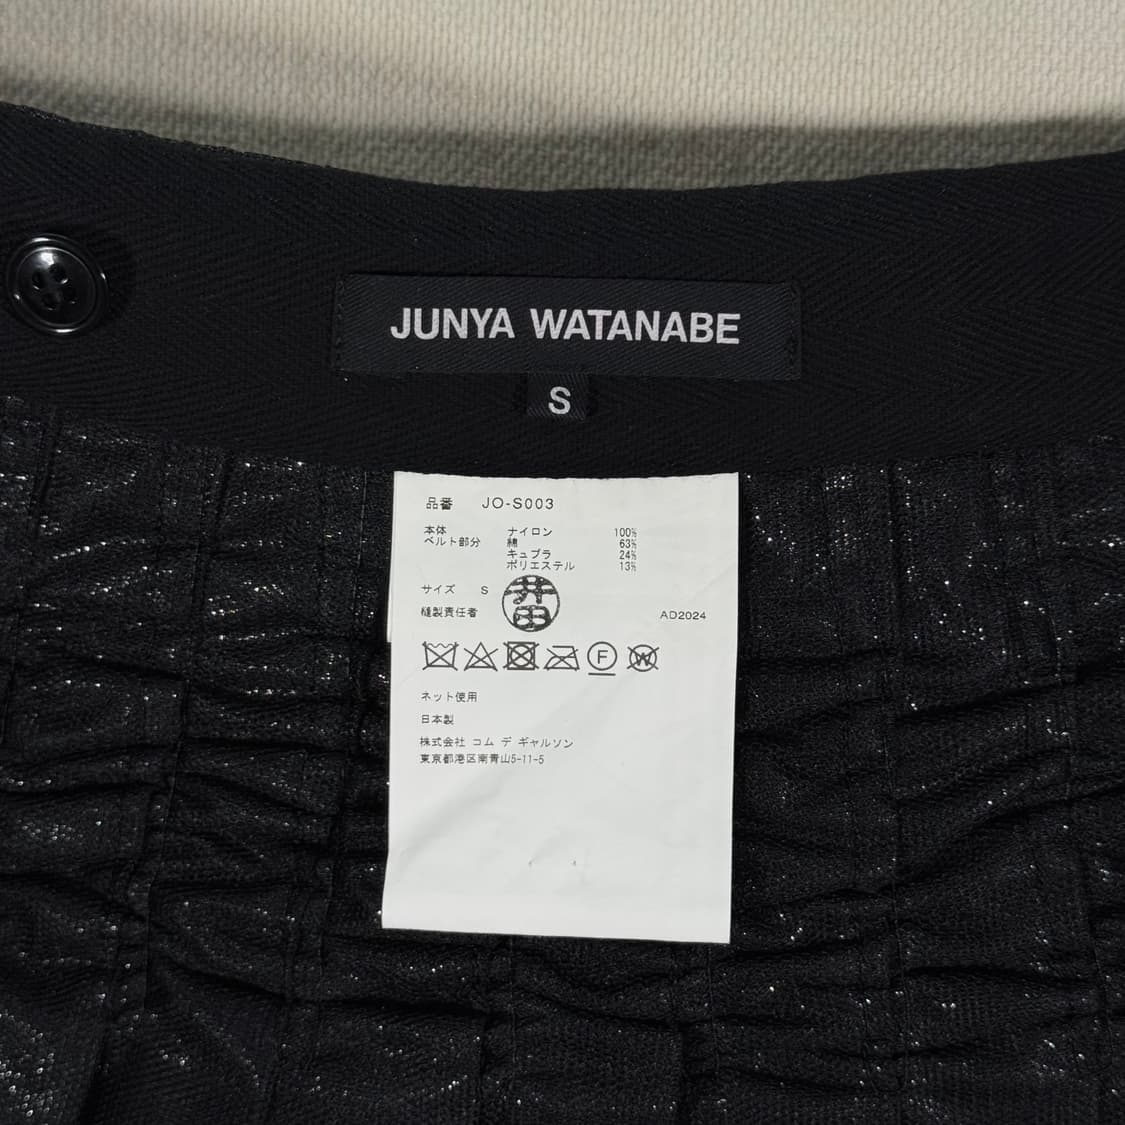 JUNYA WATANABE
S
品番 JO-S003
本体 ナイロン 100%
ベルト部分 綿 63%
キュプラ 24%
ポリエステル 13%
サイズ S
縫製責任者 井田 AD2024
F W
ネット使用
日本製
株式会社 コム デ ギャルソン
東京都港区南青山5-11-5